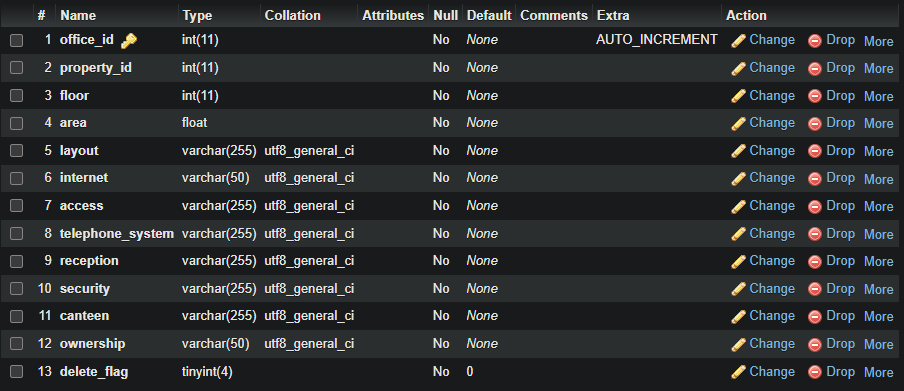 # Name Type Collation Attributes Null Default Comments Extra Action
1 office_id int(11) No None AUTO_INCREMENT Change Drop More
2 property_id int(11) No None Change Drop More
3 floor int(11) No None Change Drop More
4 area float No None Change Drop More
5 layout varchar(255) utf8_general_ci No None Change Drop More
6 internet varchar(50) utf8_general_ci No None Change Drop More
7 access varchar(255) utf8_general_ci No None Change Drop More
8 telephone_system varchar(255) utf8_general_ci No None Change Drop More
9 reception varchar(255) utf8_general_ci No None Change Drop More
10 security varchar(255) utf8_general_ci No None Change Drop More
11 canteen varchar(255) utf8_general_ci No None Change Drop More
12 ownership varchar(50) utf8_general_ci No None Change Drop More
13 delete_flag tinyint(4) No 0 Change Drop More